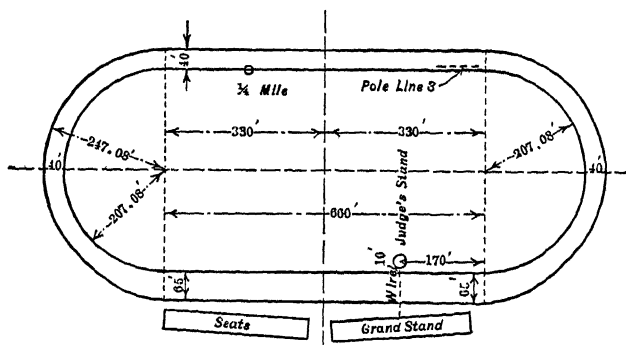 40'
¼ Mile
Pole Line 3
330'
330'
247.08'
207.08'
40'
40'
207.08'
660'
Judge's Stand
10'
170'
Wire
65'
Seats
Grand Stand